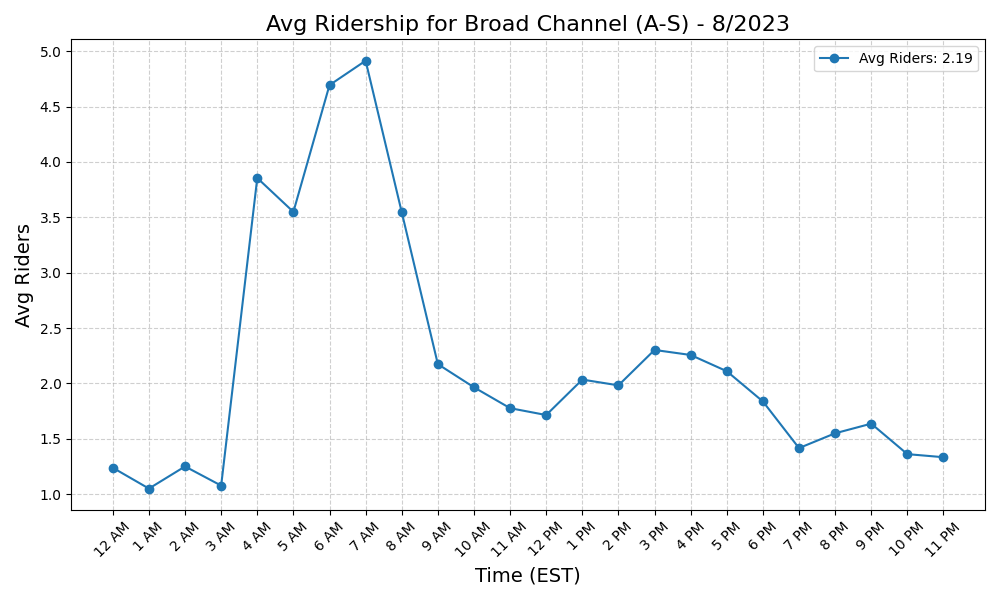 Avg Ridership for Broad Channel (A-S) - 8/2023
Avg Riders: 2.19
Avg Riders
5.0
4.5
4.0
3.5
3.0
2.5
2.0
1.5
1.0
12 AM
1 AM
2 AM
3 AM
4 AM
5 AM
6 AM
7 AM
8 AM
9 AM
10 AM
11 AM
12 PM
1 PM
2 PM
3 PM
4 PM
5 PM
6 PM
7 PM
8 PM
9 PM
10 PM
11 PM
Time (EST)